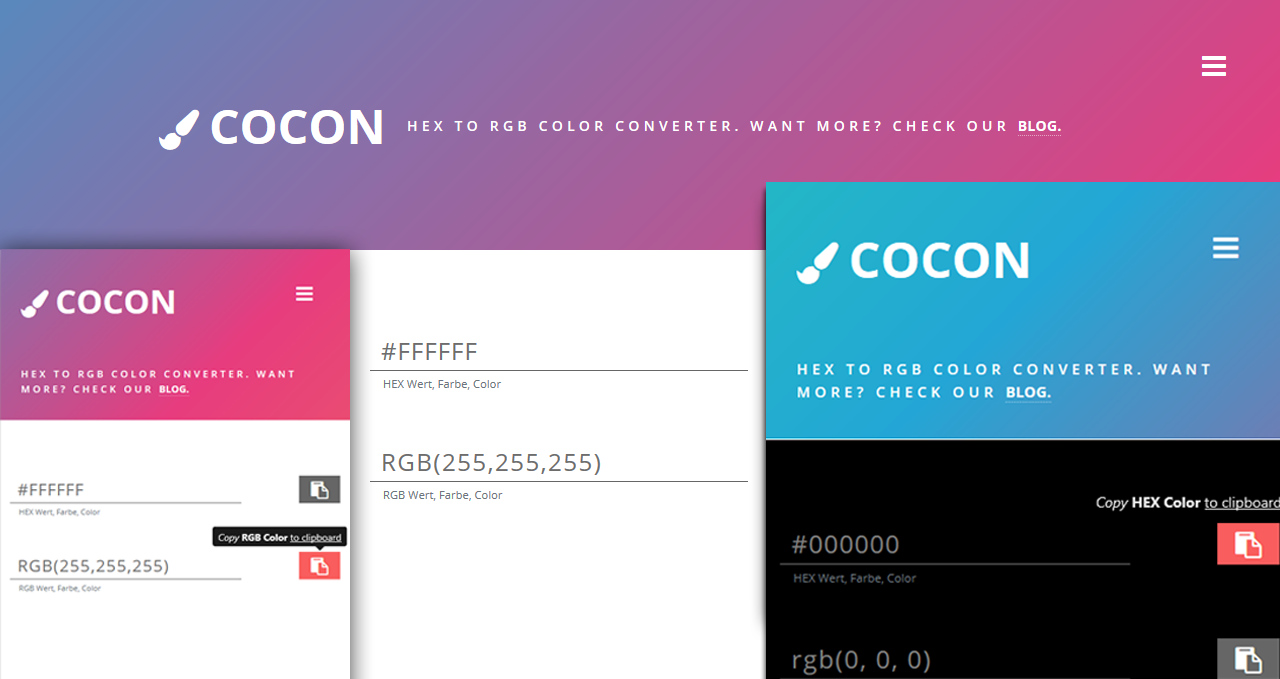 COCON
HEX TO RGB COLOR CONVERTER. WANT MORE? CHECK OUR BLOG.
COCON
HEX TO RGB COLOR CONVERTER. WANT
MORE? CHECK OUR BLOG.
#FFFFFF
HEX Wert, Farbe, Color
Copy RGB Color to clipboard
RGB(255,255,255)
RGB Wert, Farbe, Color
#FFFFFF
HEX Wert, Farbe, Color
RGB(255,255,255)
RGB Wert, Farbe, Color
COCON
HEX TO RGB COLOR CONVERTER. WANT
MORE? CHECK OUR BLOG.
Copy HEX Color to clipboard
#000000
HEX Wert, Farbe, Color
rgb(0, 0, 0)